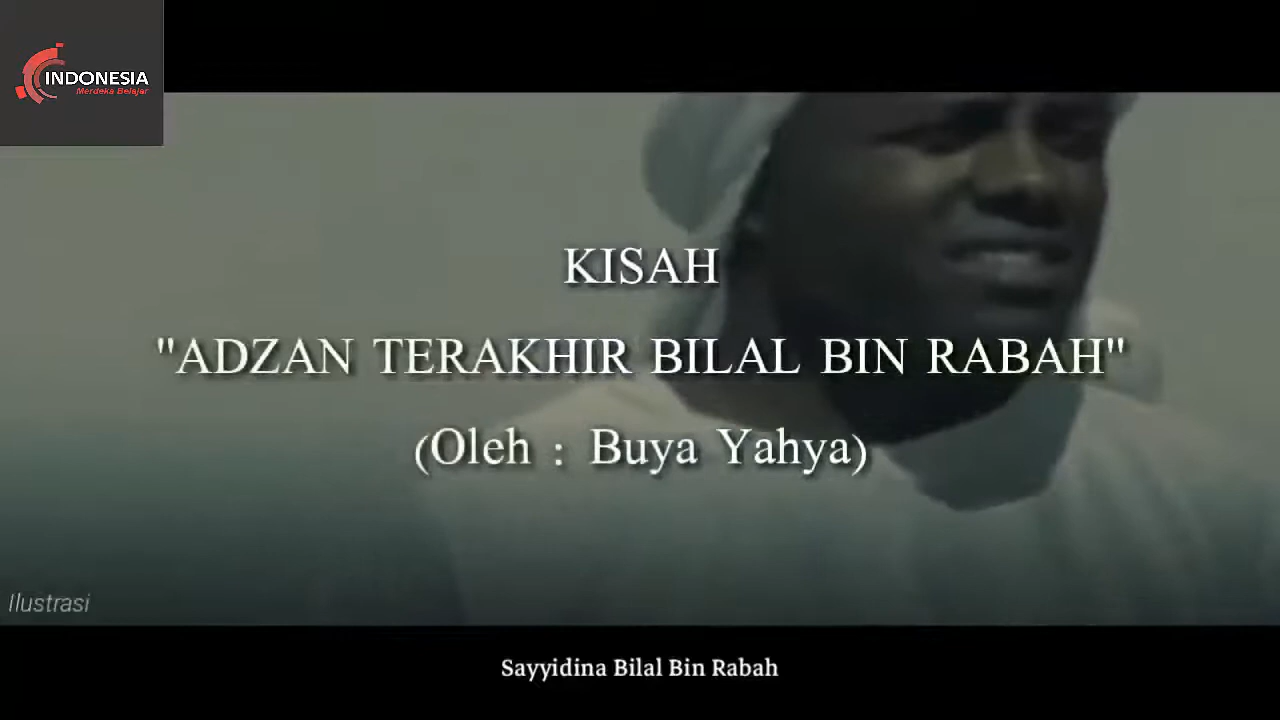 INDONESIA
Merdeka Belajar
KISAH
"ADZAN TERAKHIR BILAL BIN RABAH"
(Oleh : Buya Yahya)
Ilustrasi
Sayyidina Bilal Bin Rabah